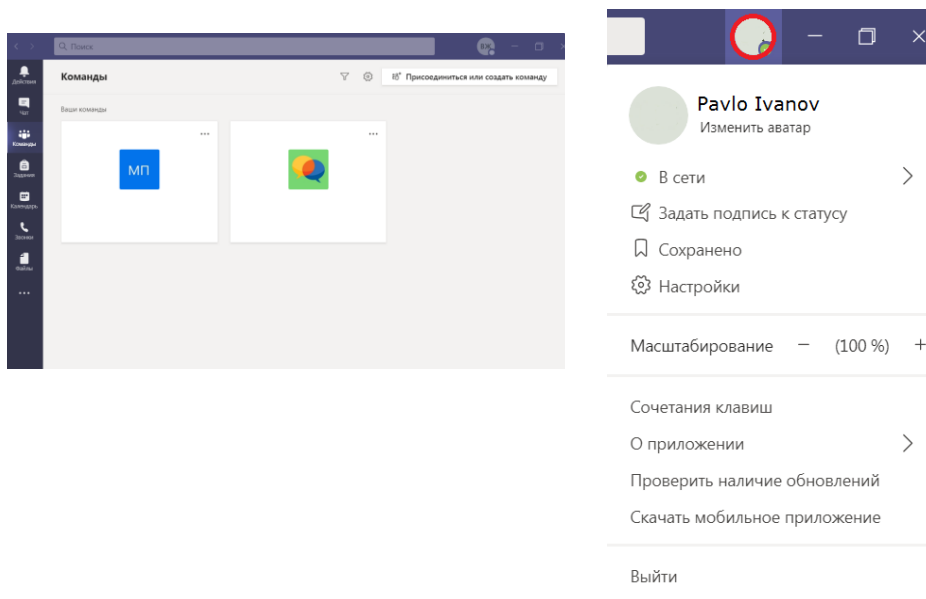 Поиск
Команды
Присоединиться или создать команду
Ваши команды
МП
Действия
Чат
Команды
Задания
Календарь
Звонки
Файлы
Pavlo Ivanov
Изменить аватар
В сети
Задать подпись к статусу
Сохранено
Настройки
Масштабирование — (100 %) +
Сочетания клавиш
О приложении
Проверить наличие обновлений
Скачать мобильное приложение
Выйти